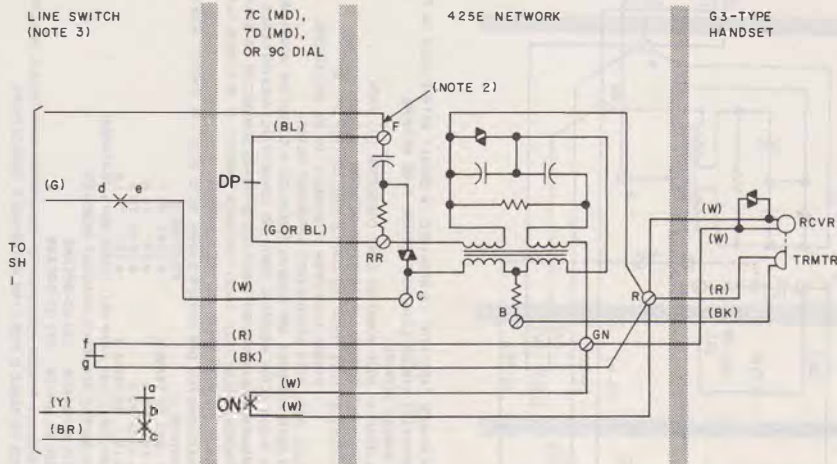 LINE SWITCH
(NOTE 3)
7C (MD),
7D (MD),
OR 9C DIAL
425E NETWORK
G3-TYPE
HANDSET
(NOTE 2)
F
(BL)
(G)
d
e
DP
(G OR BL)
RR
(W)
(W)
RCVR
TO
SH
1
(W)
C
B
R
(R)
TRMTR
(BK)
f
g
(R)
(BK)
GN
a
(Y)
b
(BR)
c
ON
(W)
(W)